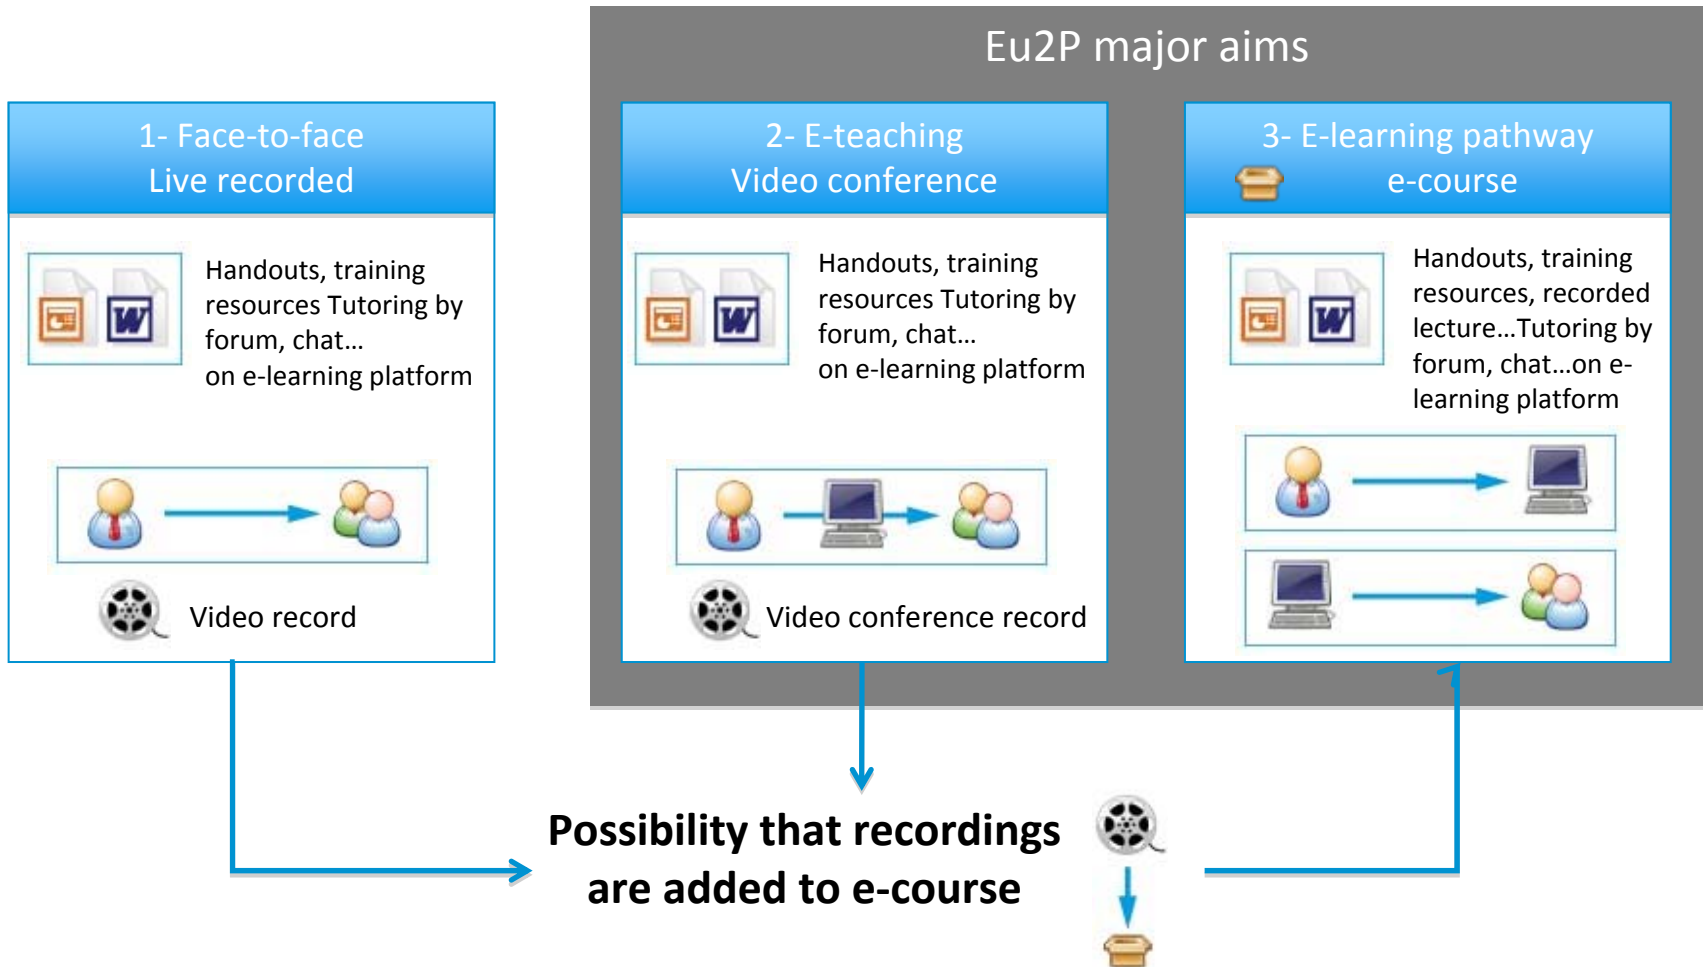 Eu2P major aims
1- Face-to-face
Live recorded
Handouts, training
resources Tutoring by
forum, chat…
on e-learning platform
Video record
2- E-teaching
Video conference
Handouts, training
resources Tutoring by
forum, chat…
on e-learning platform
Video conference record
3- E-learning pathway
e-course
Handouts, training
resources, recorded
lecture…Tutoring by
forum, chat…on e-
learning platform
Possibility that recordings
are added to e-course